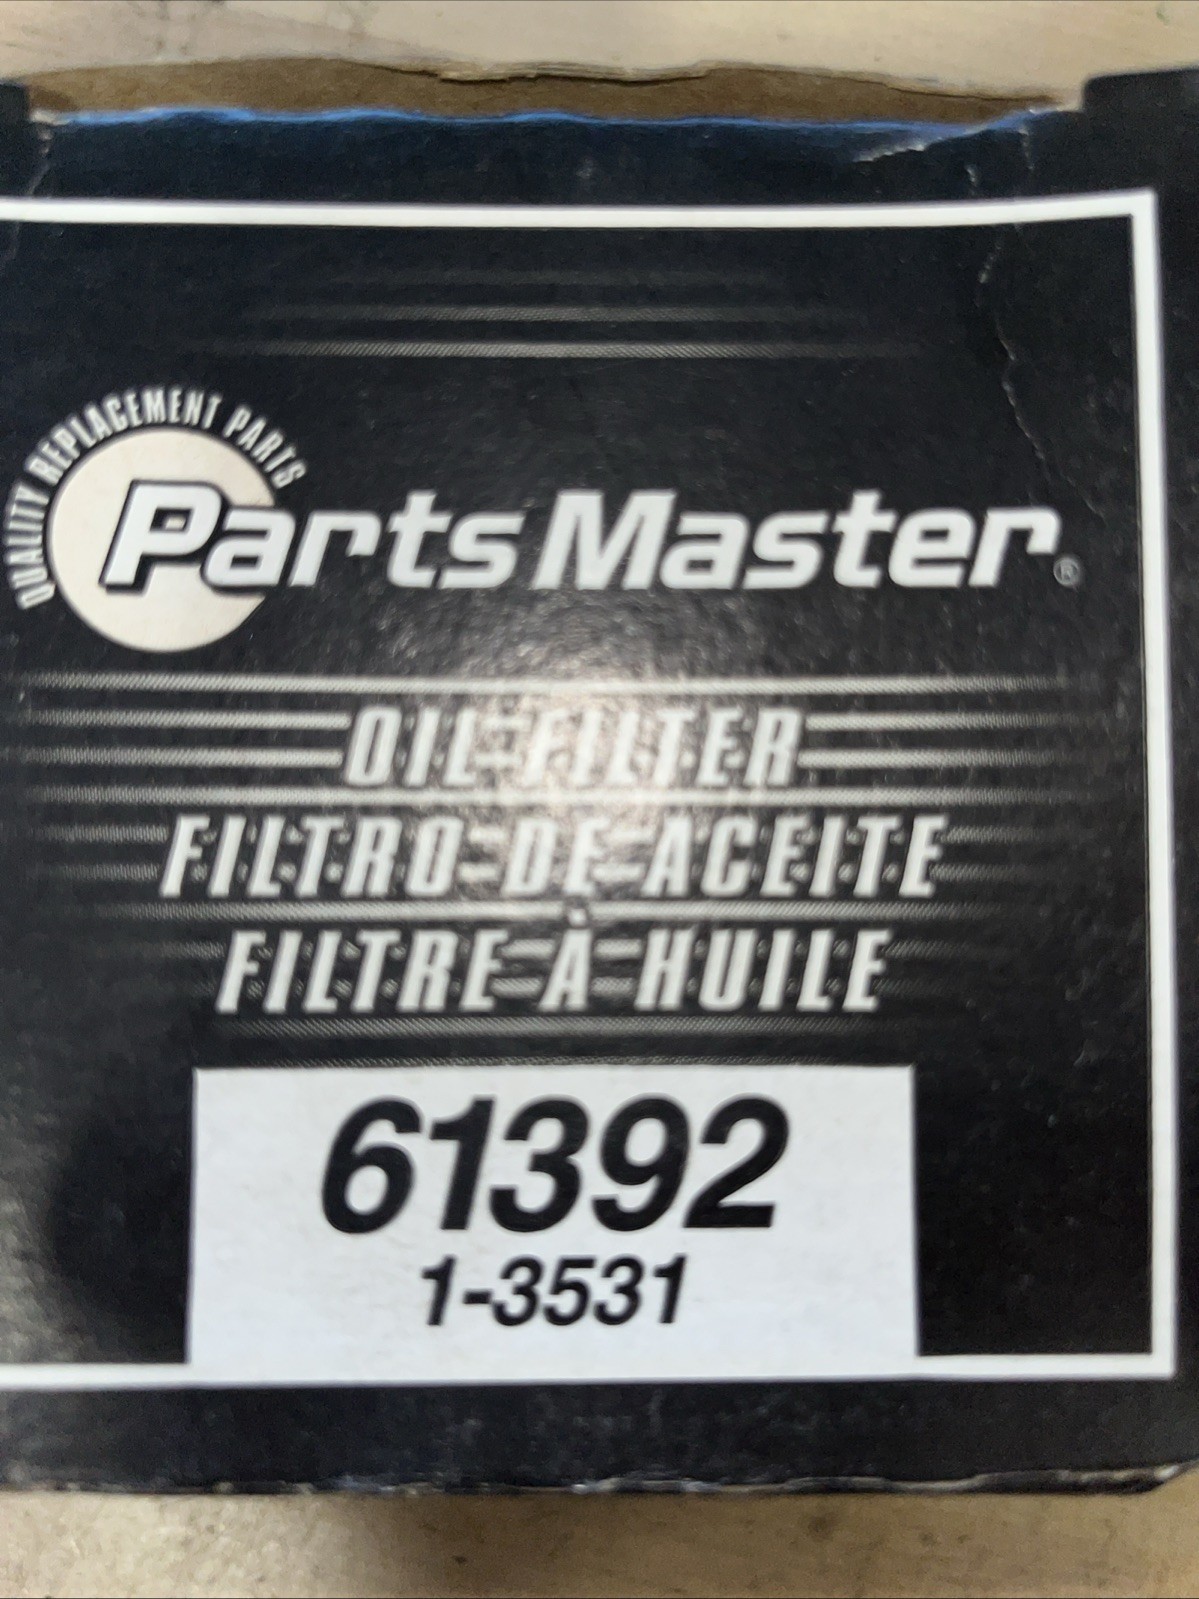 QUALITY REPLACEMENT PARTS
Parts Master®
OIL FILTER
FILTRO DE ACEITE
FILTRE À HUILE
61392
1-3531